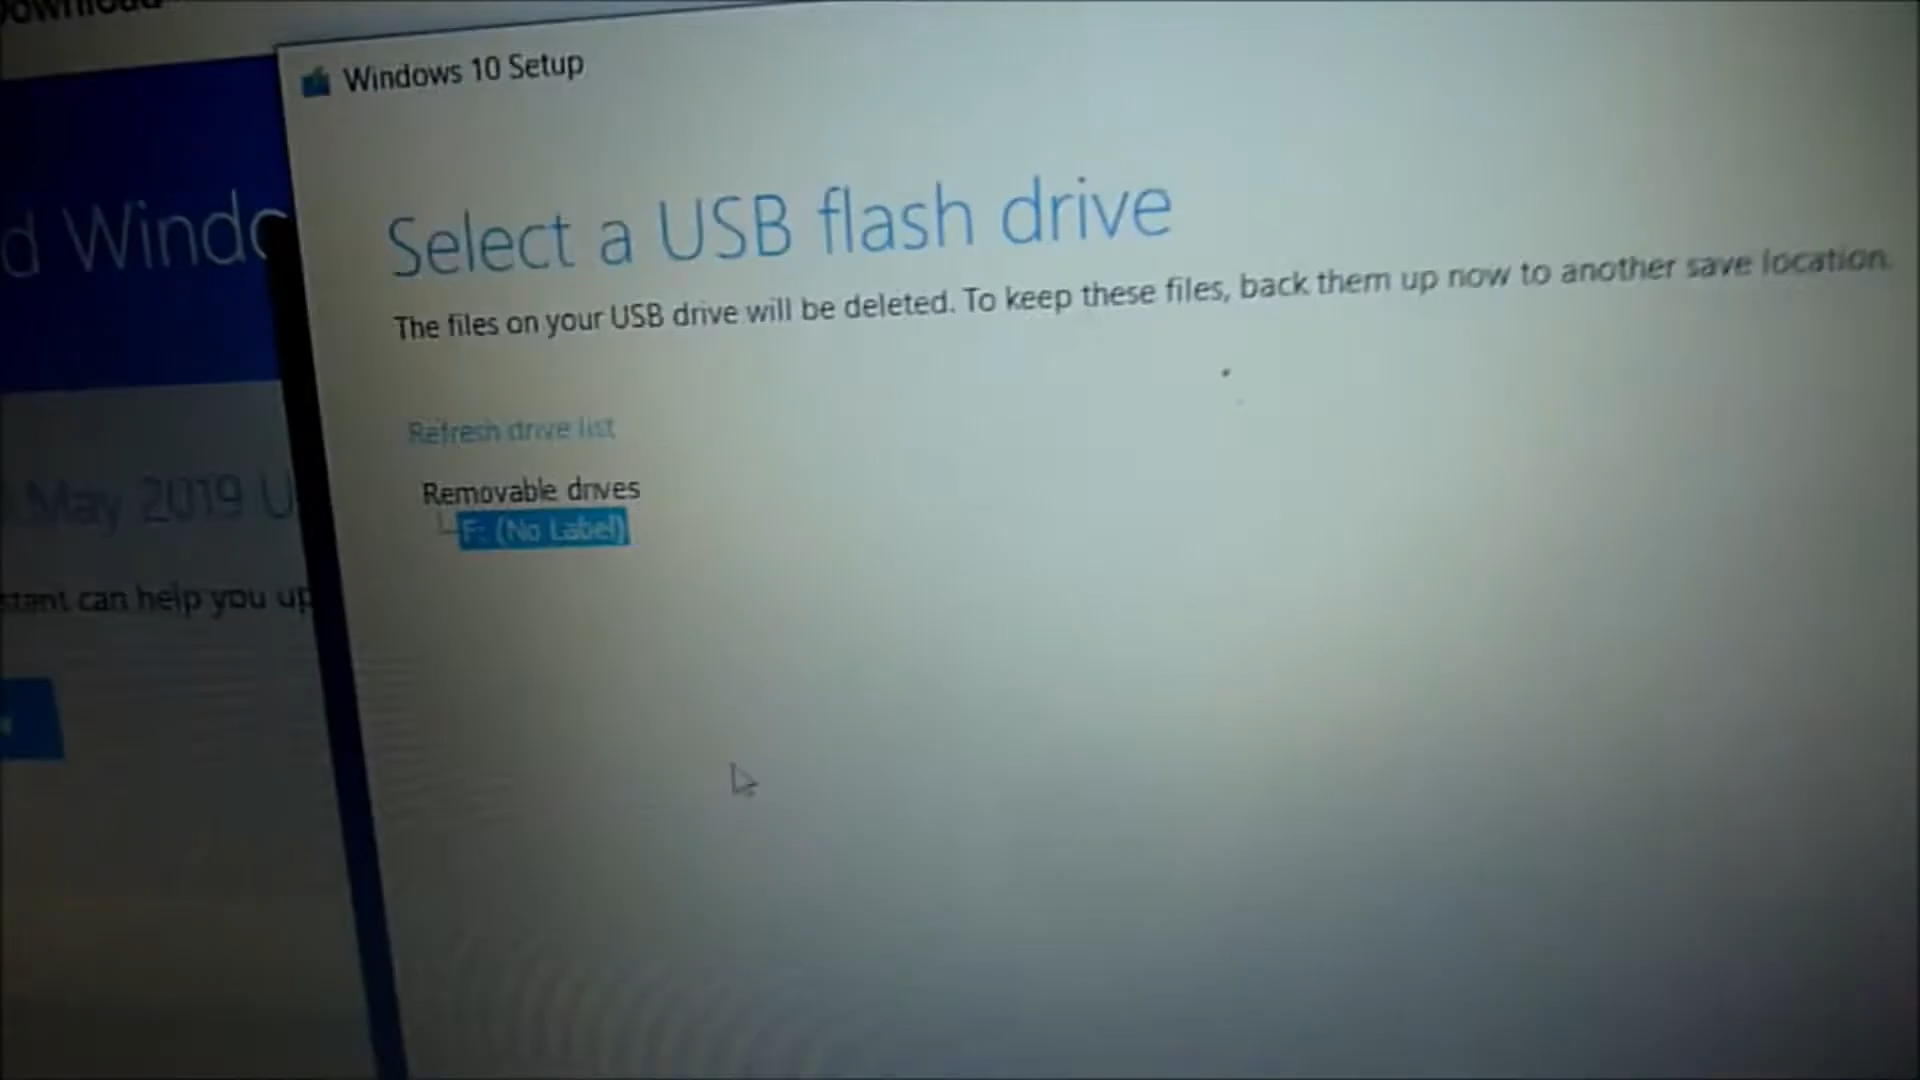 Download
Windows 10 Setup
d Windo
Select a USB flash drive
The files on your USB drive will be deleted. To keep these files, back them up now to another save location.
Refresh drive list
May 2019 U
Removable drives
F: (No Label)
stant can help you up